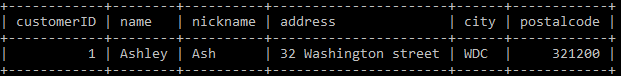 +------------+--------+----------+----------------------+------+------------+
| customerID | name | nickname | address | city | postalcode |
+------------+--------+----------+----------------------+------+------------+
| 1 | Ashley | Ash | 32 Washington street | WDC | 321200 |
+------------+--------+----------+----------------------+------+------------+